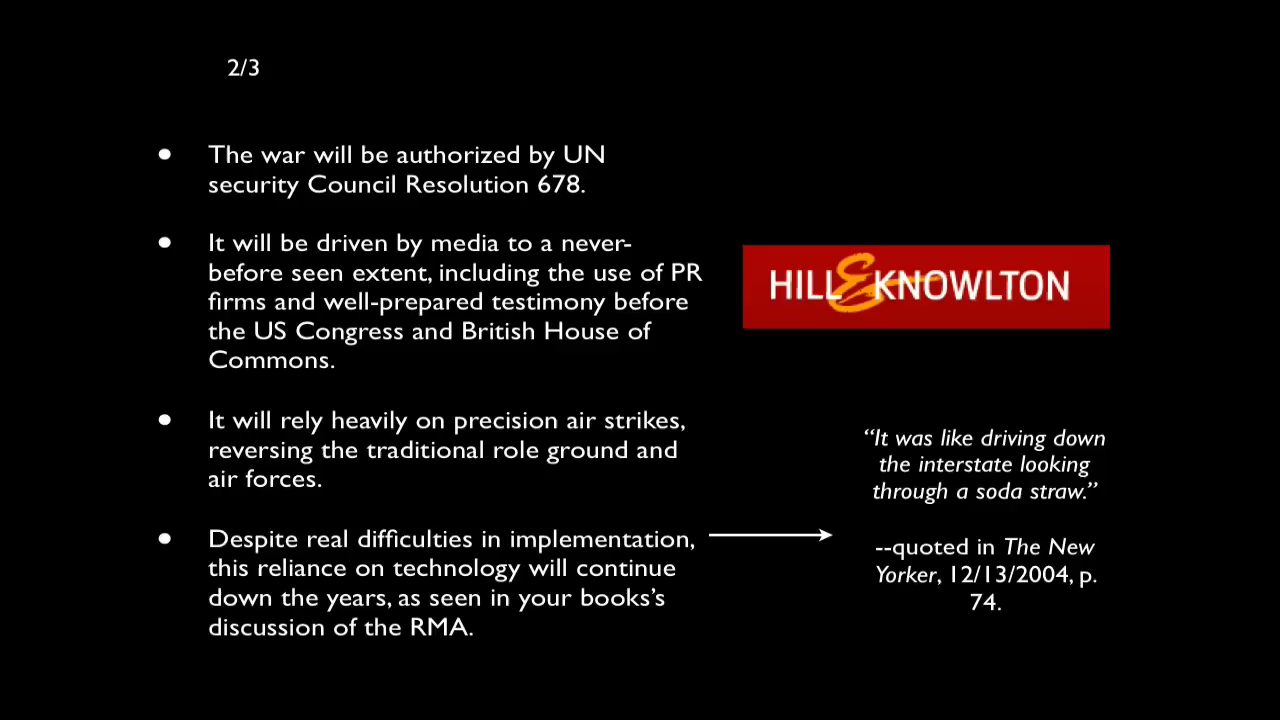 2/3
The war will be authorized by UN
security Council Resolution 678.
It will be driven by media to a never-
before seen extent, including the use of PR
firms and well-prepared testimony before
the US Congress and British House of
Commons.
HILL & KNOWLTON
It will rely heavily on precision air strikes,
reversing the traditional role ground and
air forces.
Despite real difficulties in implementation,
this reliance on technology will continue
down the years, as seen in your books’s
discussion of the RMA.
“It was like driving down
the interstate looking
through a soda straw.”
--quoted in The New
Yorker, 12/13/2004, p.
74.